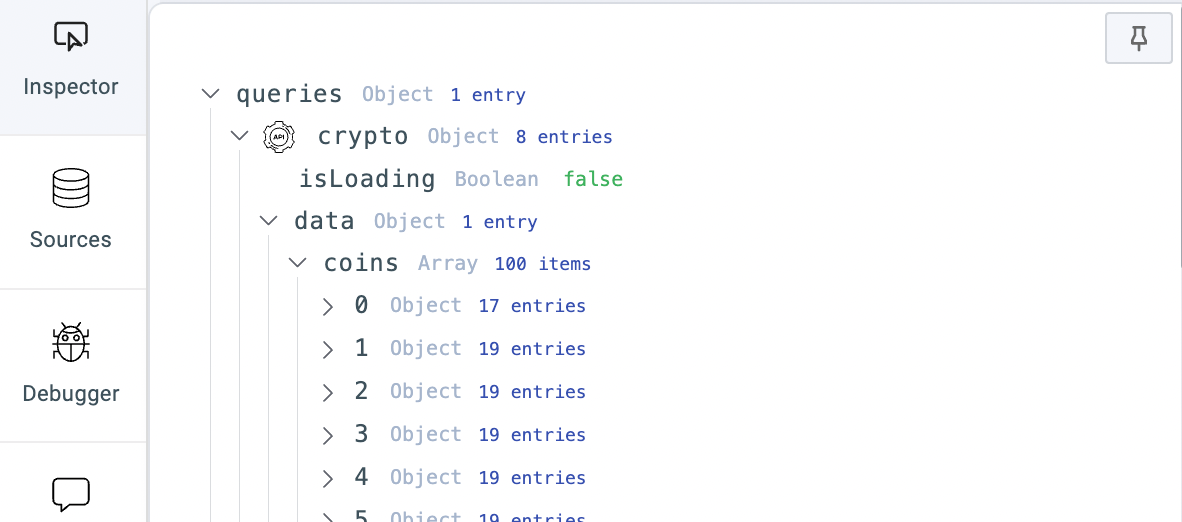 Inspector
Sources
Debugger
queries Object 1 entry
API crypto Object 8 entries
isLoading Boolean false
data Object 1 entry
coins Array 100 items
0 Object 17 entries
1 Object 19 entries
2 Object 19 entries
3 Object 19 entries
4 Object 19 entries
5 Object 19 entries